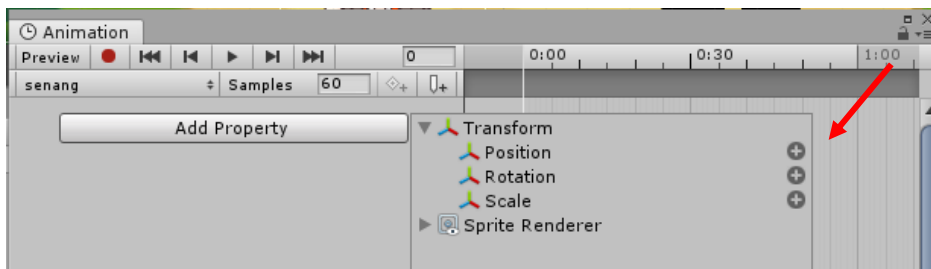 Animation
Preview 0 0:00 0:30 1:00
senang Samples 60
Add Property Transform
Position
Rotation
Scale
Sprite Renderer